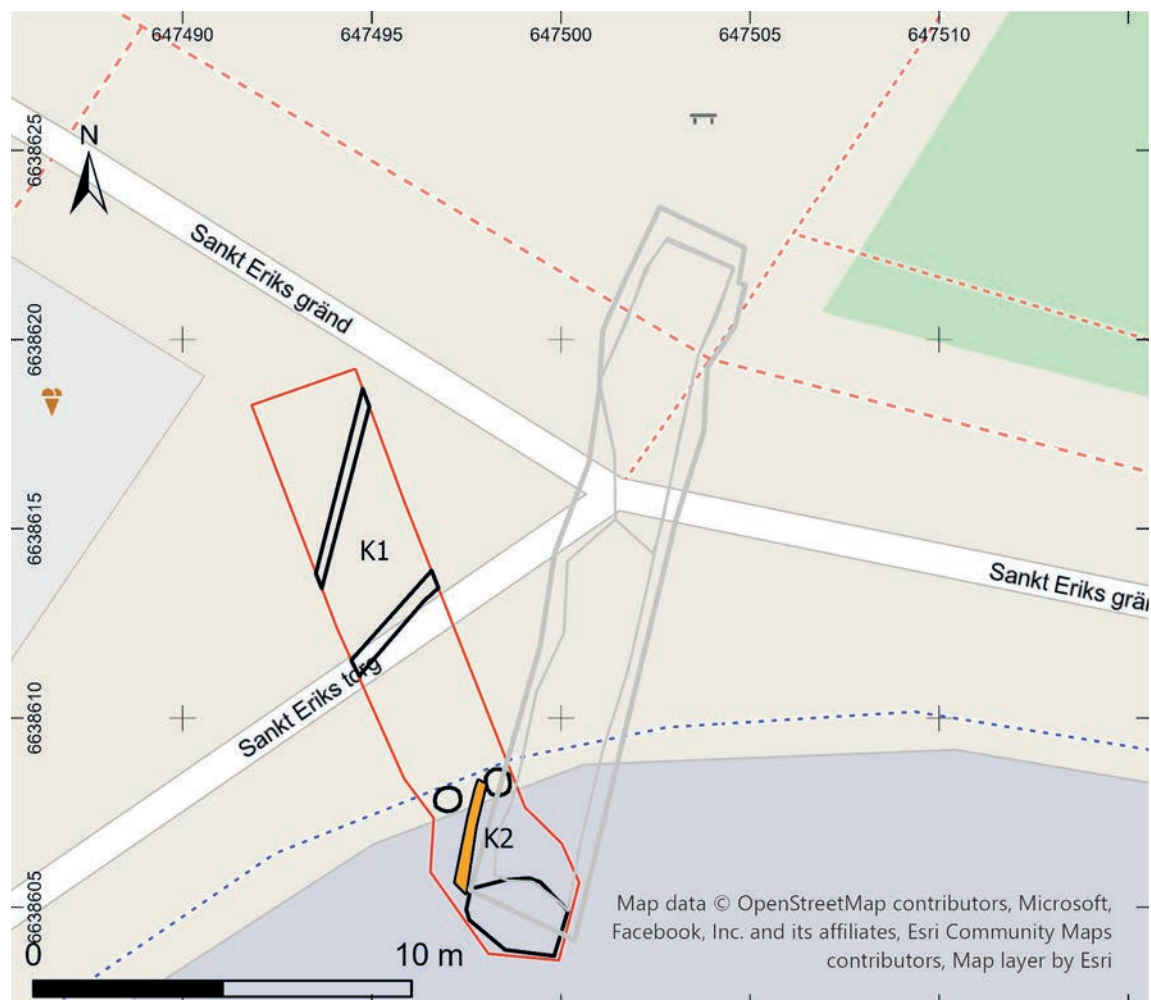 647490
647495
647500
647505
647510
6638625
N
Sankt Eriks gränd
6638620
6638615
K1
Sankt Eriks grän
Sankt Eriks torg
6638610
K2
6638605
Map data © OpenStreetMap contributors, Microsoft,
Facebook, Inc. and its affiliates, Esri Community Maps
contributors, Map layer by Esri
0
10 m